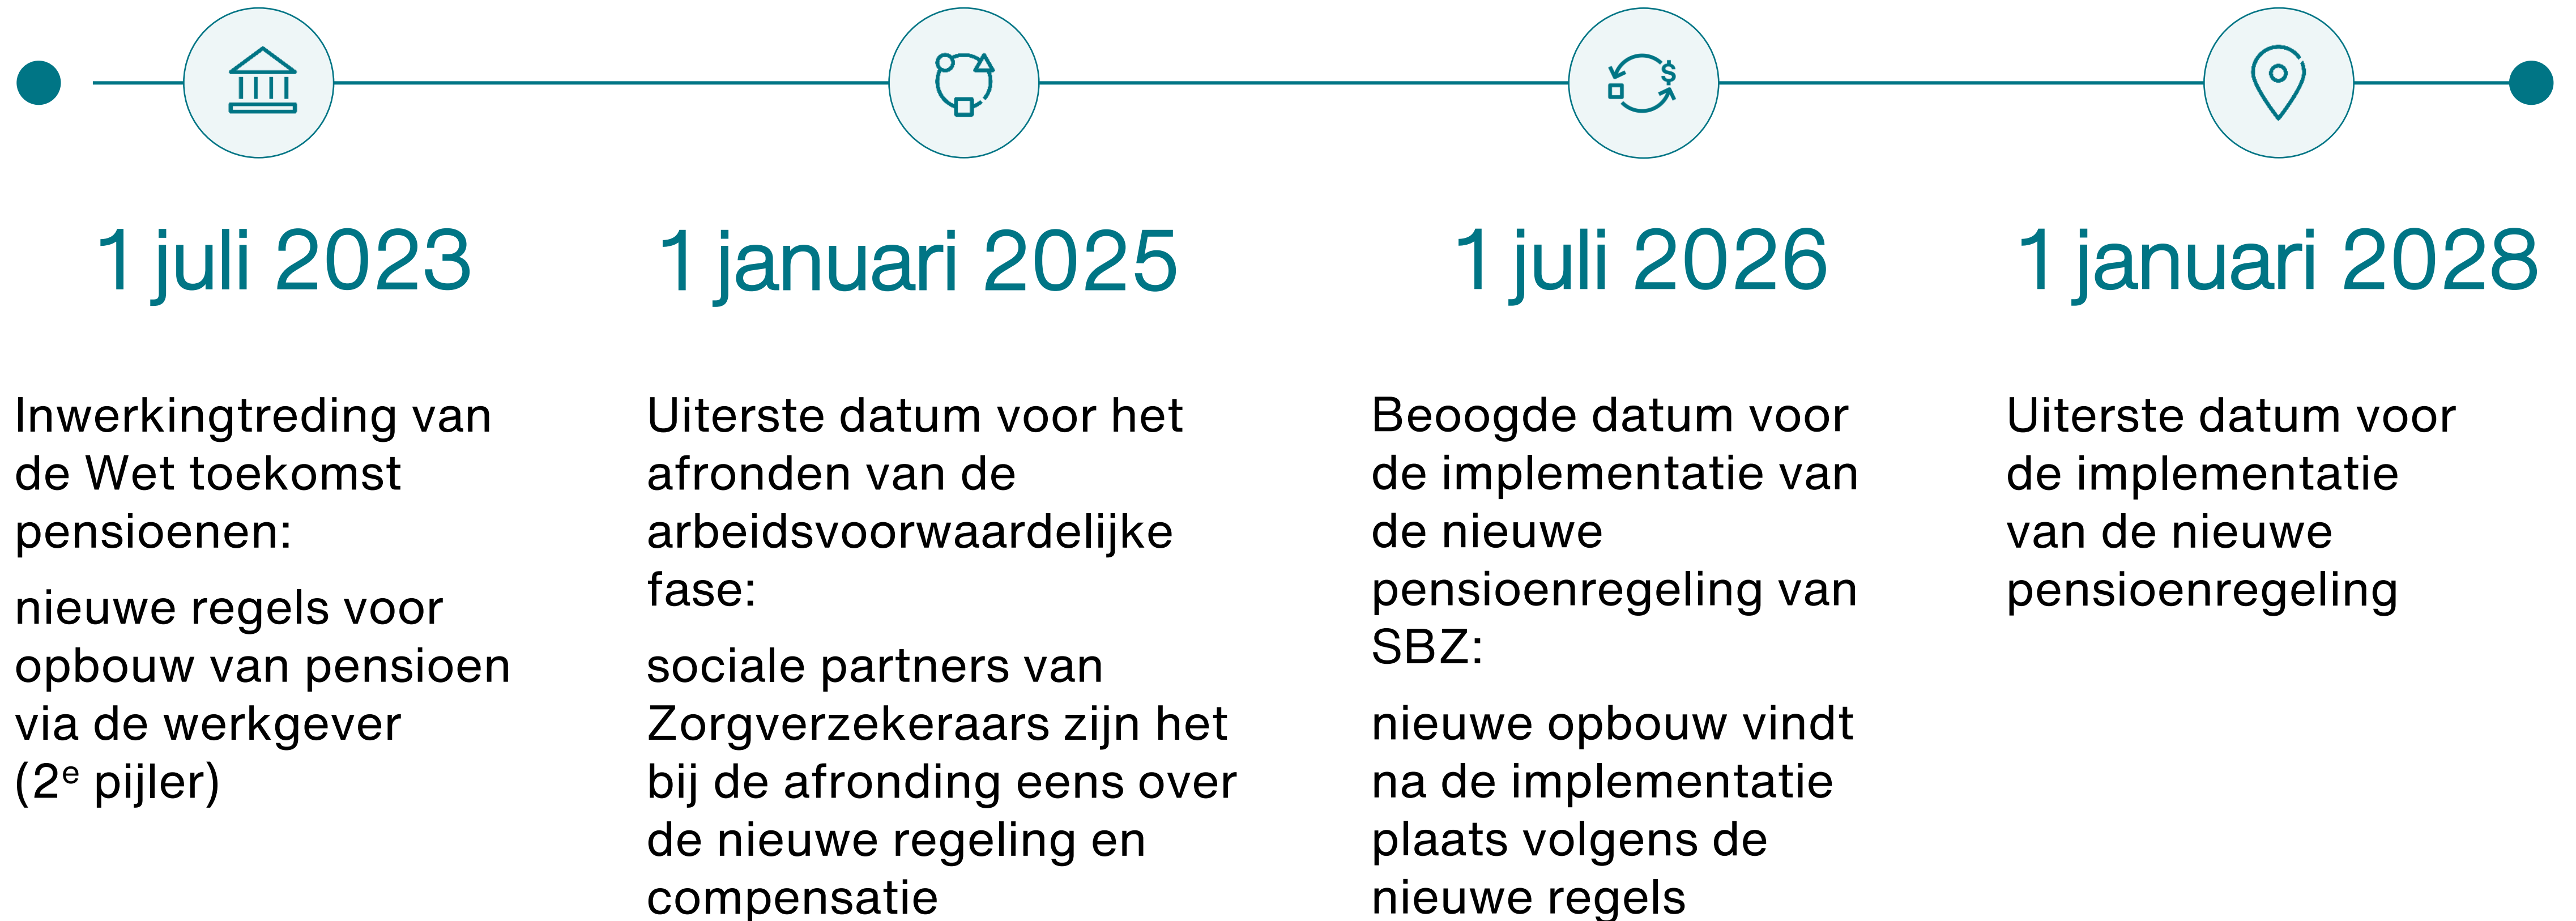 1 juli 2023
Inwerkingtreding van
de Wet toekomst
pensioenen:
nieuwe regels voor
opbouw van pensioen
via de werkgever
(2e pijler)
1 januari 2025
Uiterste datum voor het
afronden van de
arbeidsvoorwaardelijke
fase:
sociale partners van
Zorgverzekeraars zijn het
bij de afronding eens over
de nieuwe regeling en
compensatie
$
1 juli 2026
Beoogde datum voor
de implementatie van
de nieuwe
pensioenregeling van
SBZ:
nieuwe opbouw vindt
na de implementatie
plaats volgens de
nieuwe regels
1 januari 2028
Uiterste datum voor
de implementatie
van de nieuwe
pensioenregeling